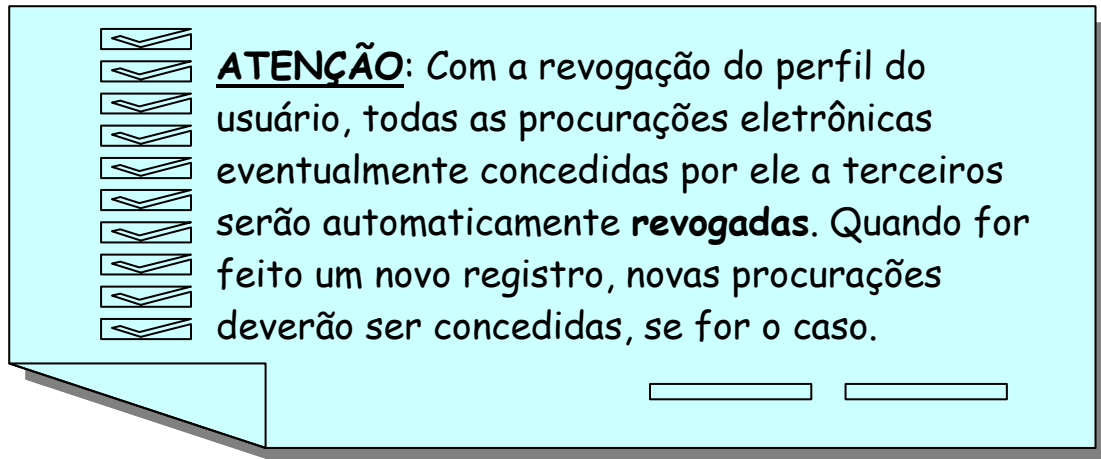 ATENÇÃO: Com a revogação do perfil do
usuário, todas as procurações eletrônicas
eventualmente concedidas por ele a terceiros
serão automaticamente revogadas. Quando for
feito um novo registro, novas procurações
deverão ser concedidas, se for o caso.